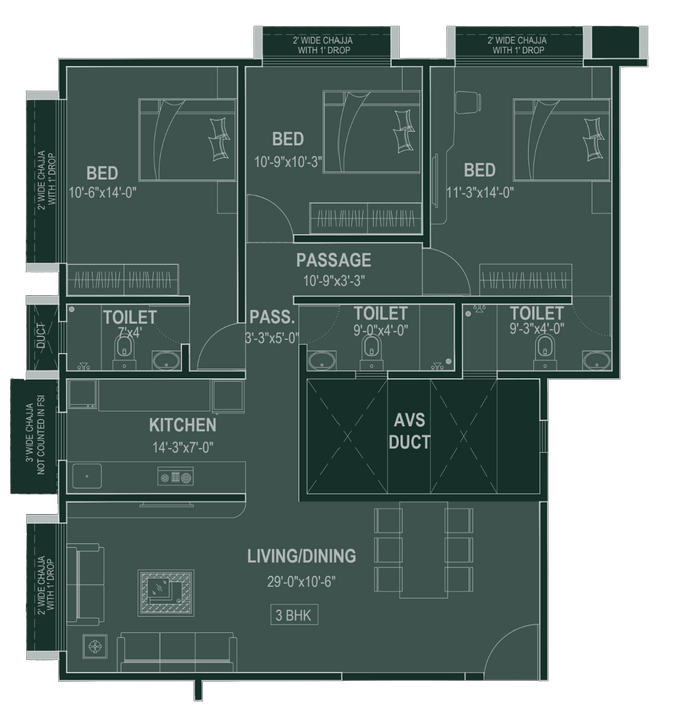 2' WIDE CHAJJA
WITH 1' DROP
2' WIDE CHAJJA
WITH 1' DROP
2' WIDE CHAJJA
WITH 1' DROP
BED
10'-6"x14'-0"
BED
10'-9"x10'-3"
BED
11'-3"x14'-0"
PASSAGE
10'-9"x3'-3"
DUCT
TOILET
7'x4'
PASS.
3'-3"x5'-0"
TOILET
9'-0"x4'-0"
TOILET
9'-3"x4'-0"
3' WIDE CHAJJA
NOT COUNTED IN FSI
KITCHEN
14'-3"x7'-0"
AVS
DUCT
2' WIDE CHAJJA
WITH 1' DROP
LIVING/DINING
29'-0"x10'-6"
3 BHK